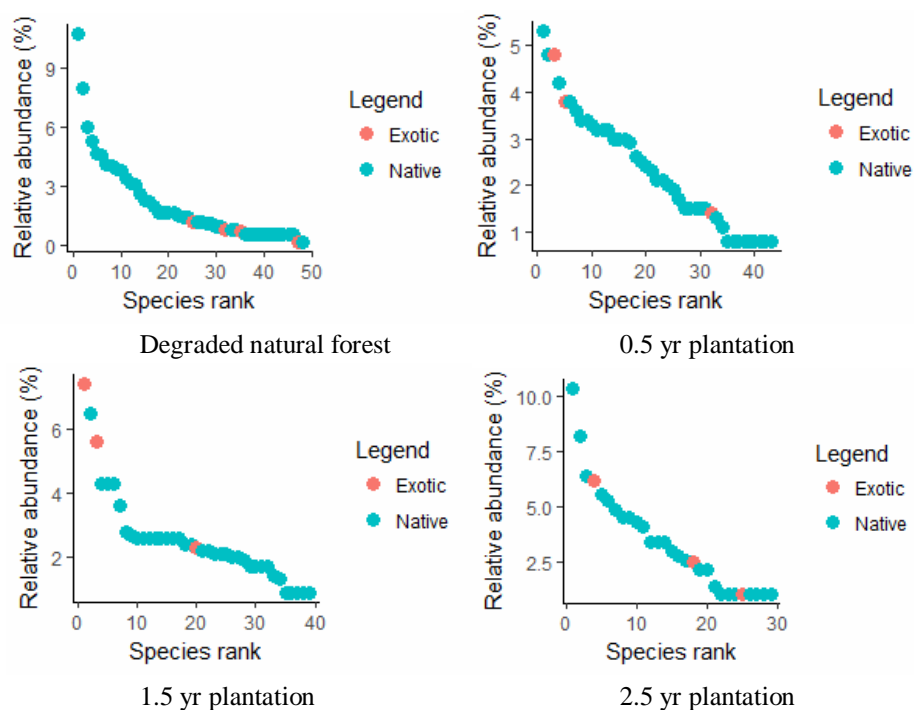 Relative abundance (%)
9
6
3
0
0 10 20 30 40 50
Species rank
Legend
Exotic
Native
Degraded natural forest
Relative abundance (%)
5
4
3
2
1
0 10 20 30 40
Species rank
Legend
Exotic
Native
0.5 yr plantation
Relative abundance (%)
6
4
2
0 10 20 30 40
Species rank
Legend
Exotic
Native
1.5 yr plantation
Relative abundance (%)
10.0
7.5
5.0
2.5
0 10 20 30
Species rank
Legend
Exotic
Native
2.5 yr plantation